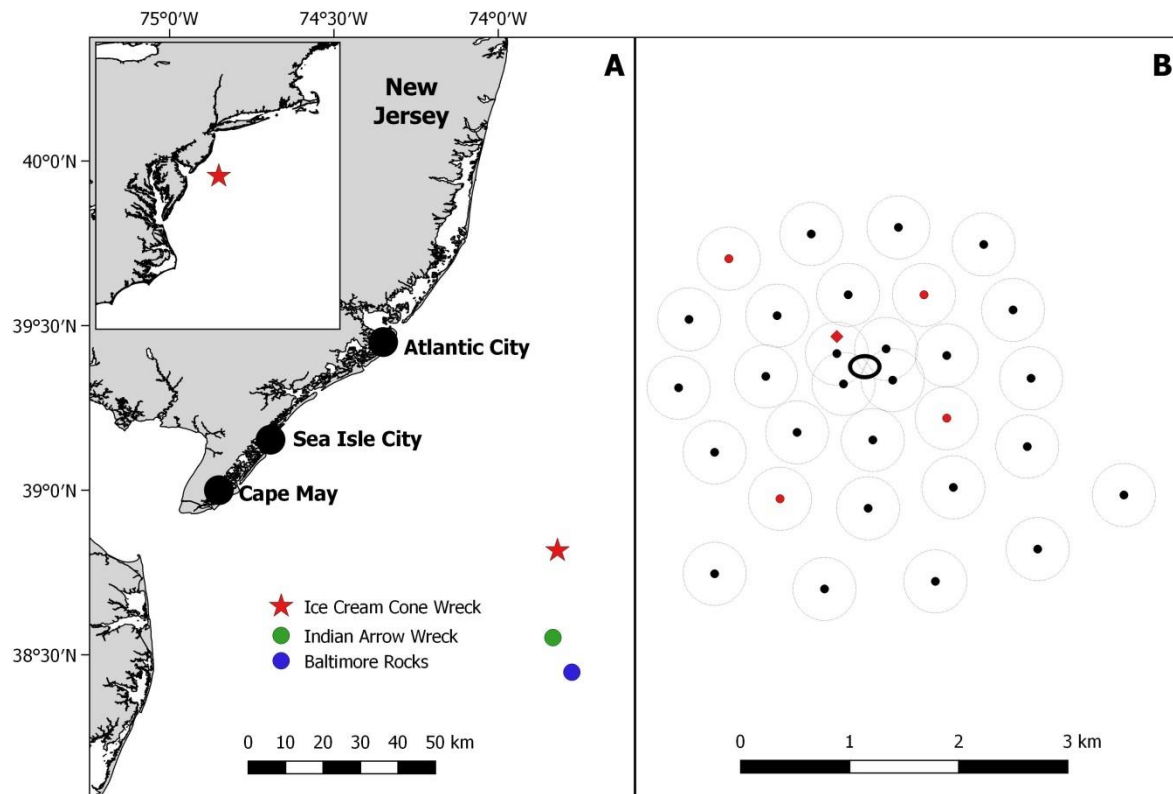 75°0′W 74°30′W 74°0′W
A
B
New
Jersey
40°0′N
39°30′N
Atlantic City
Sea Isle City
39°0′N
Cape May
Ice Cream Cone Wreck
Indian Arrow Wreck
38°30′N
Baltimore Rocks
0 10 20 30 40 50 km
0 1 2 3 km